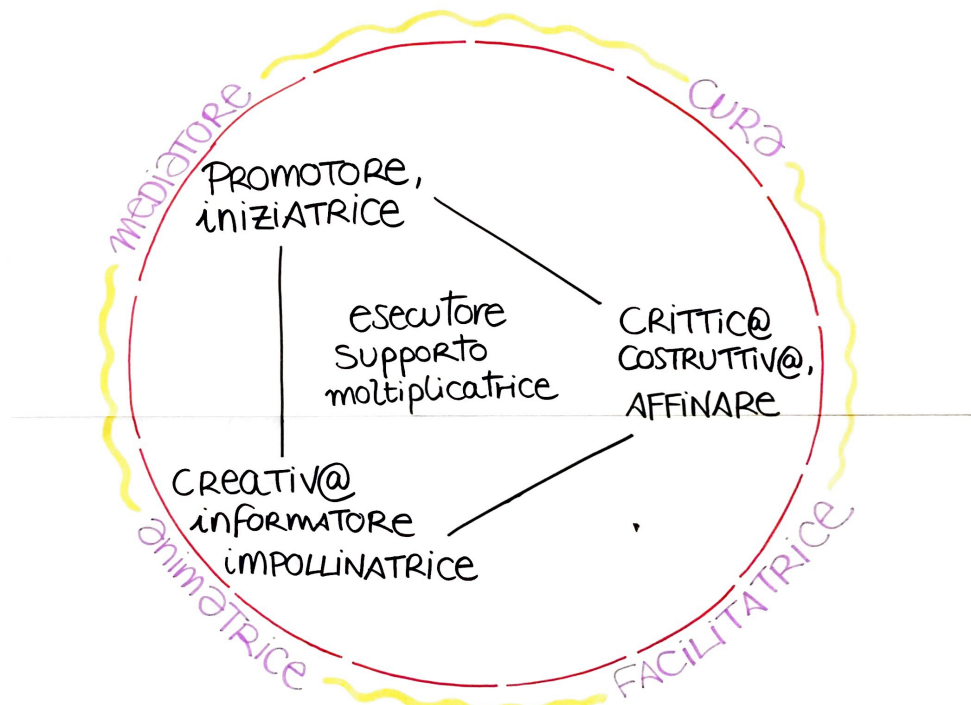 MEDIATORE
CURA
PROMOTORE,
INIZIATRICE
esecutore
SUPPORTO
moltiplicatrice
CRITTIC@
COSTRUTTIV@,
AFFINARE
CREATIV@
INFORMATORE
IMPOLLINATRICE
ANIMATRICE
FACILITATRICE